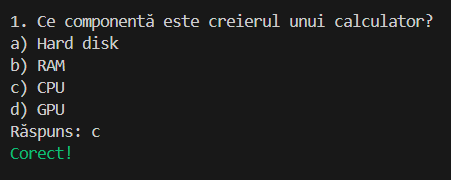 1. Ce componentă este creierul unui calculator?
a) Hard disk
b) RAM
c) CPU
d) GPU
Răspuns: c
Corect!